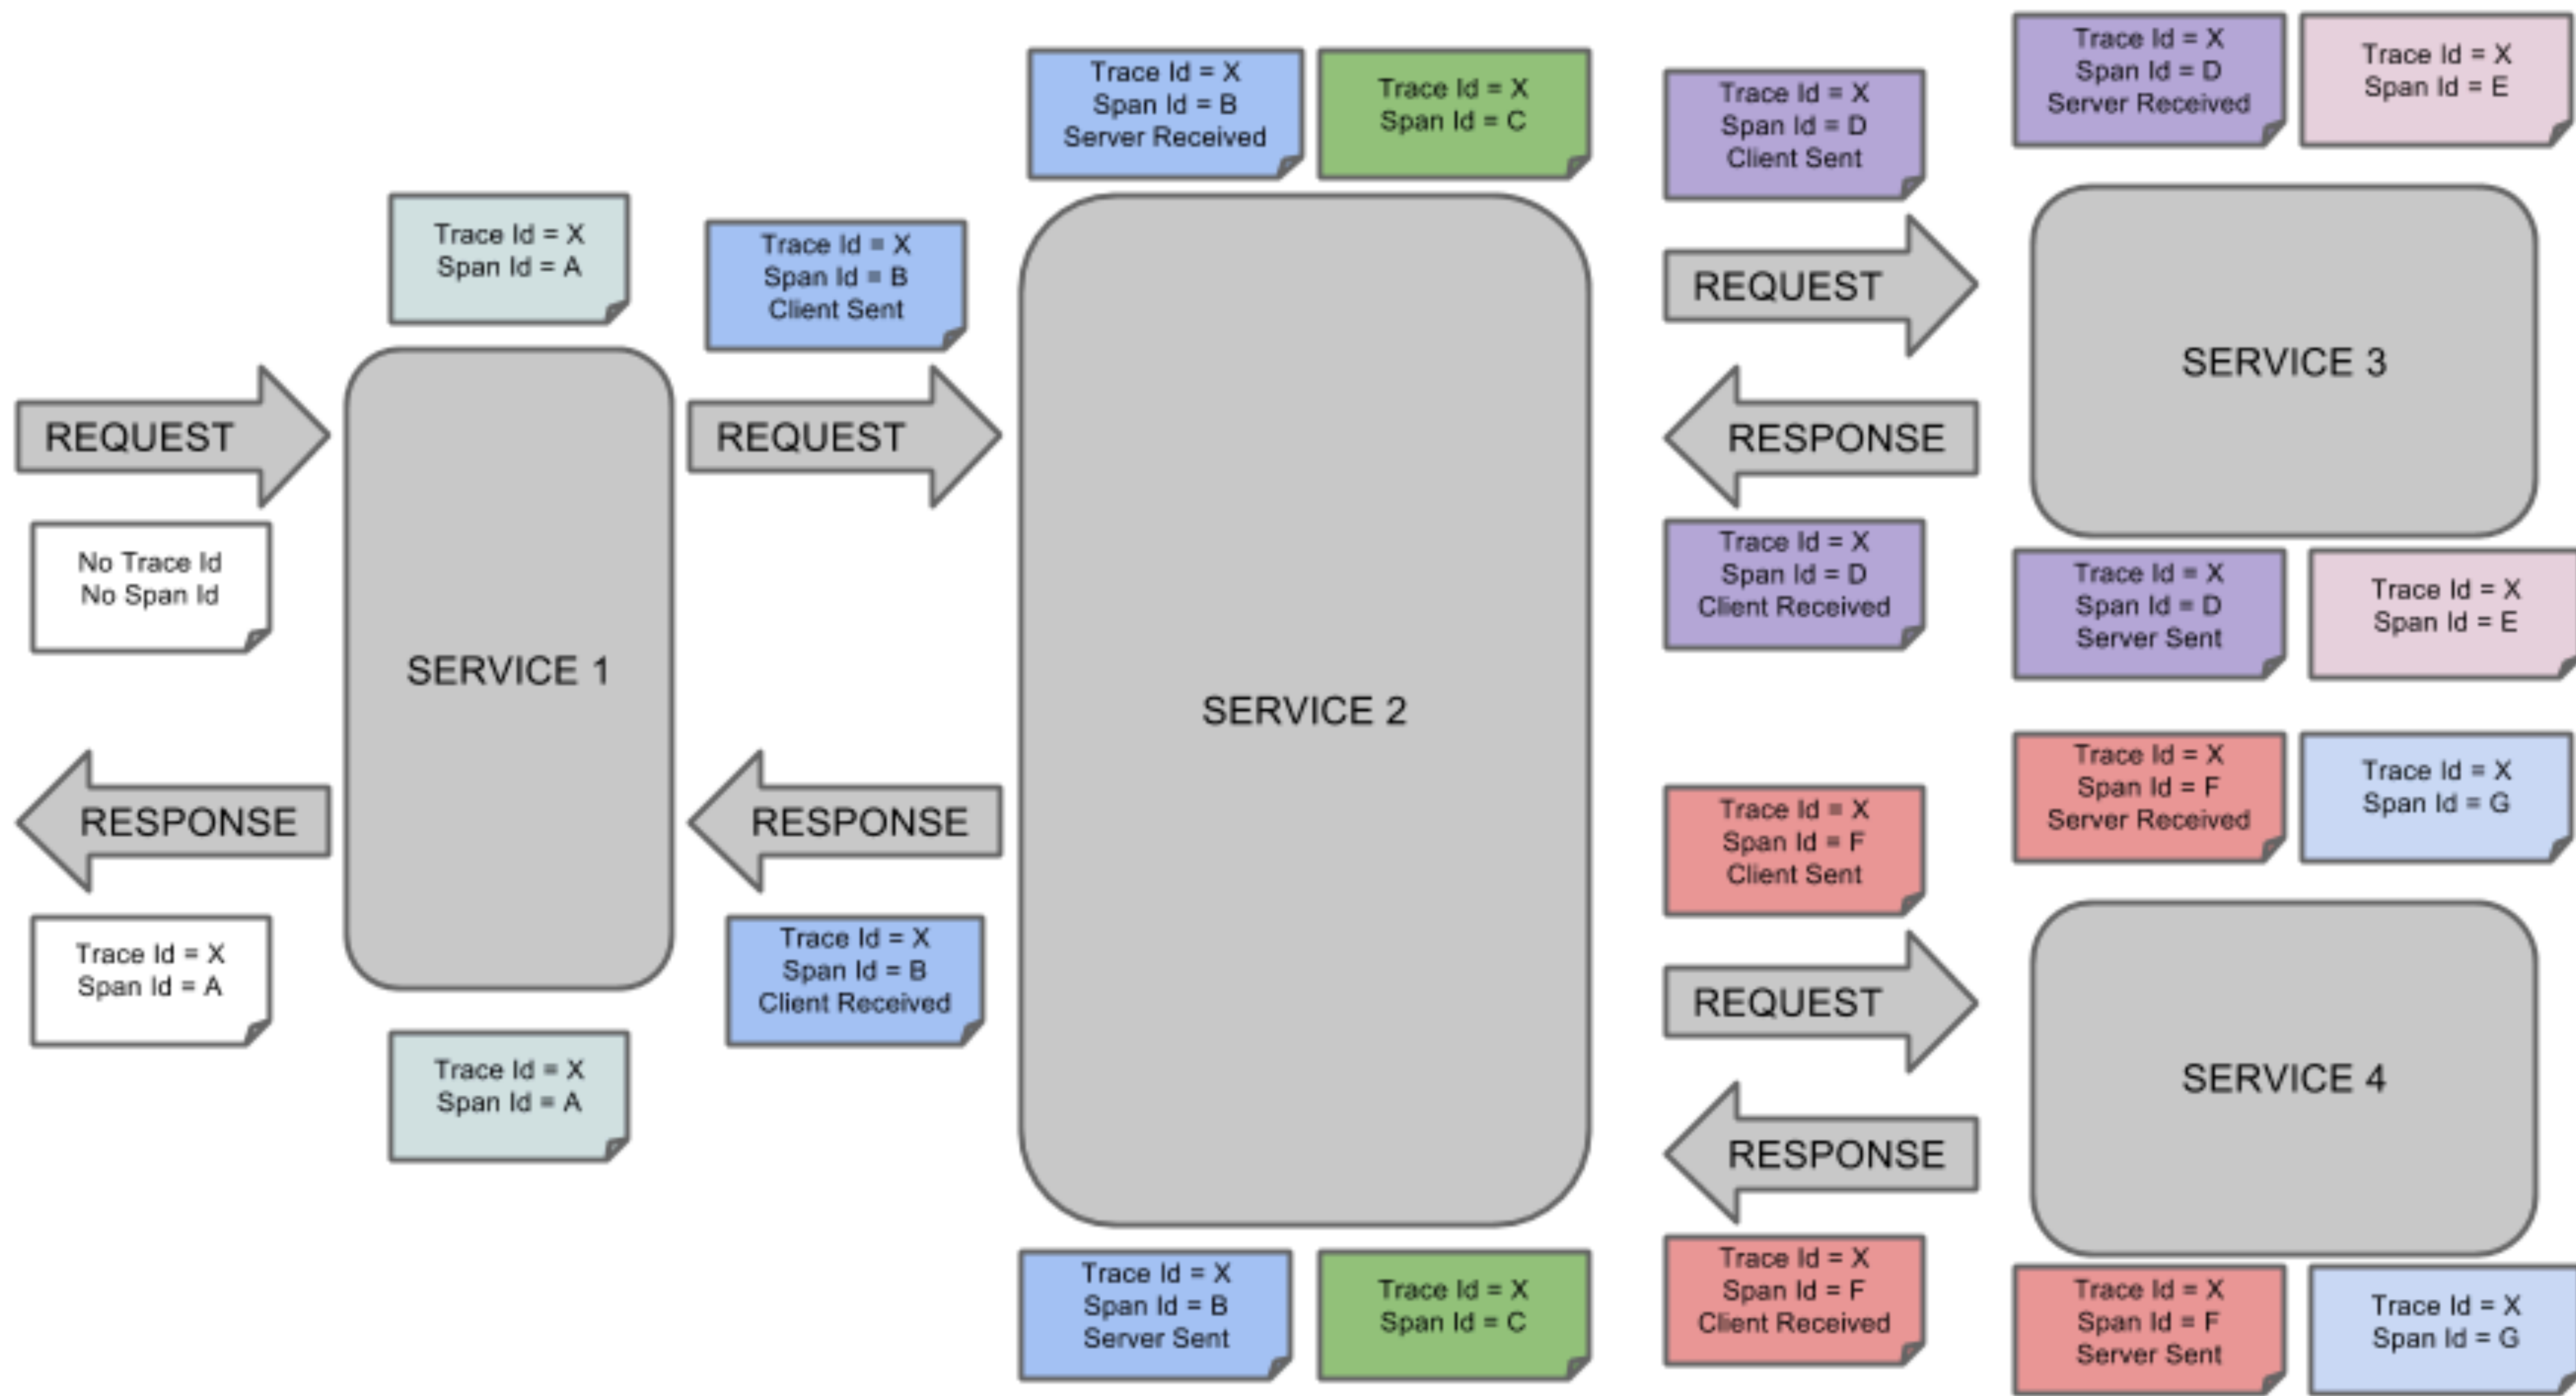 No Trace Id
No Span Id
REQUEST
RESPONSE
Trace Id = X
Span Id = A
Trace Id = X
Span Id = A
SERVICE 1
Trace Id = X
Span Id = A
Trace Id = X
Span Id = B
Client Sent
REQUEST
RESPONSE
Trace Id = X
Span Id = B
Client Received
Trace Id = X
Span Id = B
Server Received
Trace Id = X
Span Id = C
SERVICE 2
Trace Id = X
Span Id = B
Server Sent
Trace Id = X
Span Id = C
Trace Id = X
Span Id = D
Client Sent
REQUEST
RESPONSE
Trace Id = X
Span Id = D
Client Received
Trace Id = X
Span Id = D
Server Received
Trace Id = X
Span Id = E
SERVICE 3
Trace Id = X
Span Id = D
Server Sent
Trace Id = X
Span Id = E
Trace Id = X
Span Id = F
Client Sent
REQUEST
RESPONSE
Trace Id = X
Span Id = F
Client Received
Trace Id = X
Span Id = F
Server Received
Trace Id = X
Span Id = G
SERVICE 4
Trace Id = X
Span Id = F
Server Sent
Trace Id = X
Span Id = G